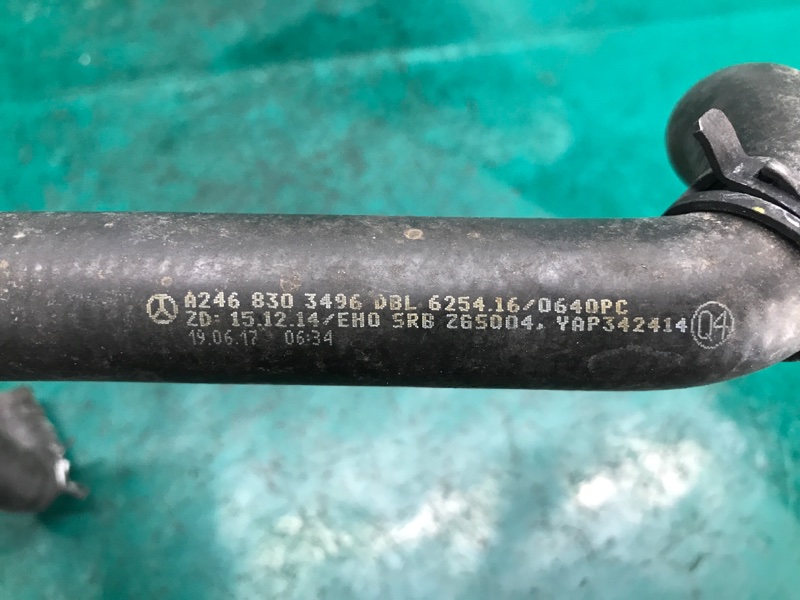 A246 830 3496 DBL 6254.16/0640PC
ZD: 15.12.14/EHO SRB ZGS004. YAP342414 Q4
19.06.17 06:34